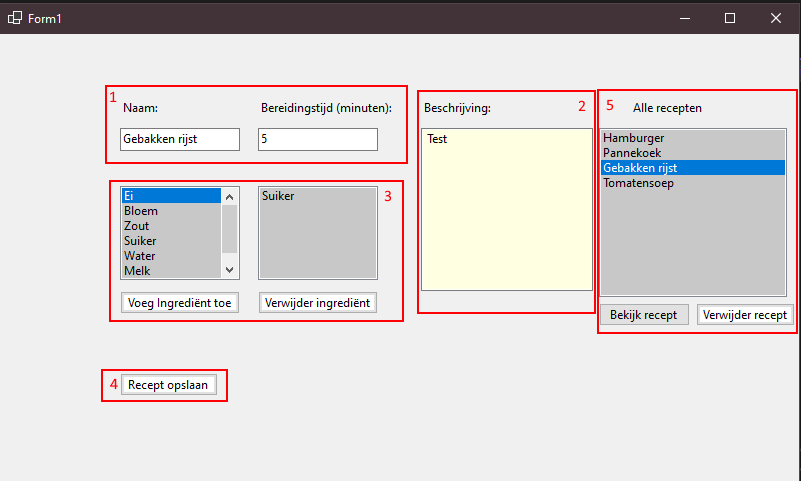 Form1
1
Naam:
Bereidingstijd (minuten):
Gebakken rijst
5
2
Beschrijving:
Test
3
Ei
Bloem
Zout
Suiker
Water
Melk
Suiker
Voeg Ingrediënt toe
Verwijder ingrediënt
4
Recept opslaan
5
Alle recepten
Hamburger
Pannekoek
Gebakken rijst
Tomatensoep
Bekijk recept
Verwijder recept